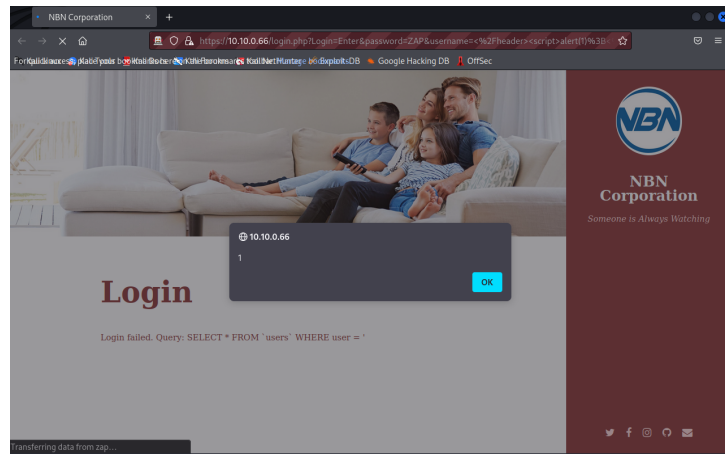 NBN Corporation × +
https://10.10.0.66/login.php?Login=Enter&password=ZAP&username=<%2Fheader><script>alert(1)%3B<
Exploit-DB Google Hacking DB OffSec
NBN
NBN
Corporation
Someone is Always Watching
10.10.0.66
1
OK
Login
Login failed. Query: SELECT * FROM `users` WHERE user = '
Transferring data from zap...